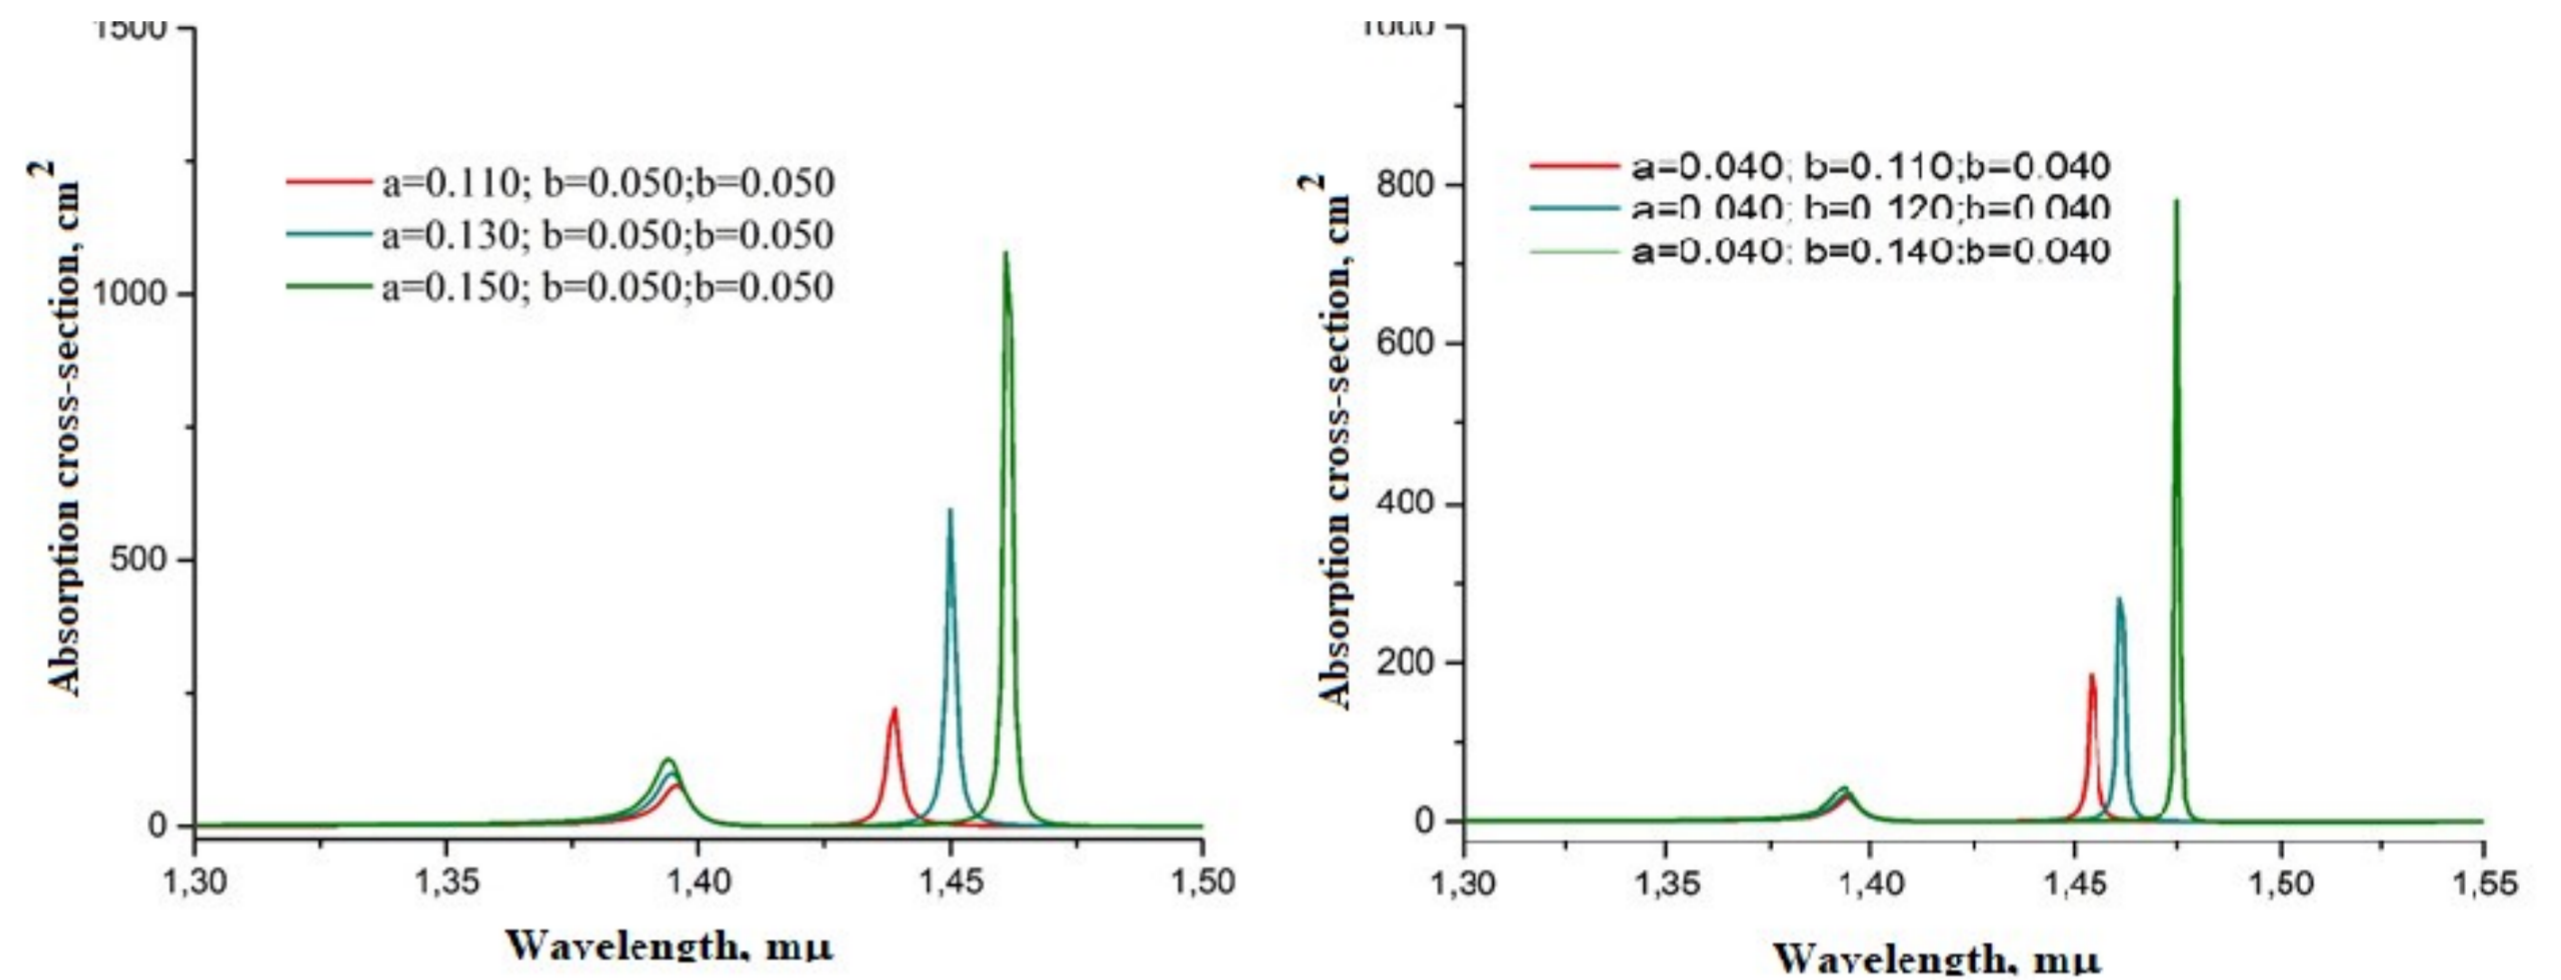 1500
1000
500
0
1,30
1,35
1,40
1,45
1,50
Absorption cross-section, cm2
Wavelength, mμ
a=0.110; b=0.050;b=0.050
a=0.130; b=0.050;b=0.050
a=0.150; b=0.050;b=0.050
1000
800
600
400
200
0
1,30
1,35
1,40
1,45
1,50
1,55
Absorption cross-section, cm2
Wavelength, mμ
a=0.040; b=0.110;b=0.040
a=0.040; b=0.120;b=0.040
a=0.040; b=0.140;b=0.040